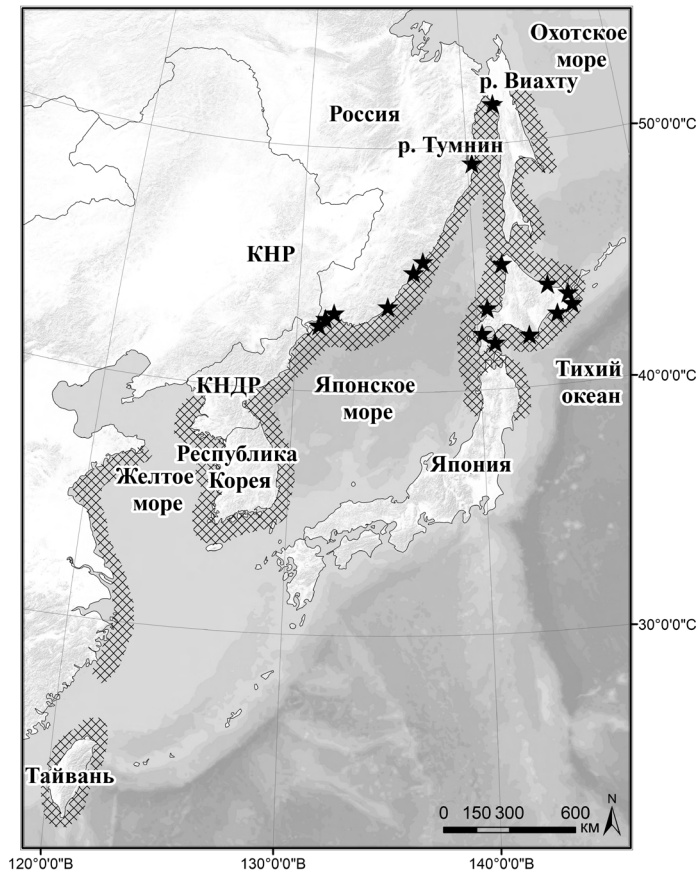 Охотское
море
р. Виахту
Россия
50°0'0"С
р. Тумнин
КНР
КНДР
Японское
море
Тихий
океан
40°0'0"С
Республика
Корея
Желтое
море
Япония
30°0'0"С
Тайвань
0 150 300 600
КМ
N
120°0'0"В
130°0'0"В
140°0'0"В